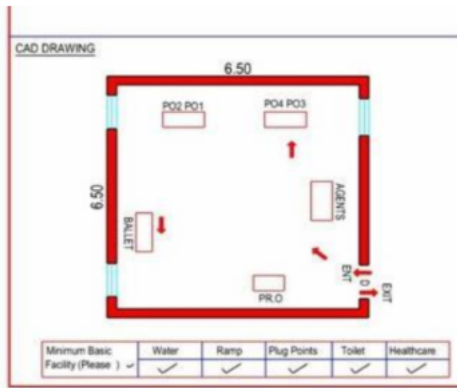 CAD DRAWING
6.50
PO2 PO1
PO4 PO3
6.50
AGENTS
BALLET
ENT
D
EXIT
PR.O
Minimum Basic Water Ramp Plug Points Toilet Healthcare
Facility (Please ) ✓ ✓ ✓ ✓ ✓ ✓